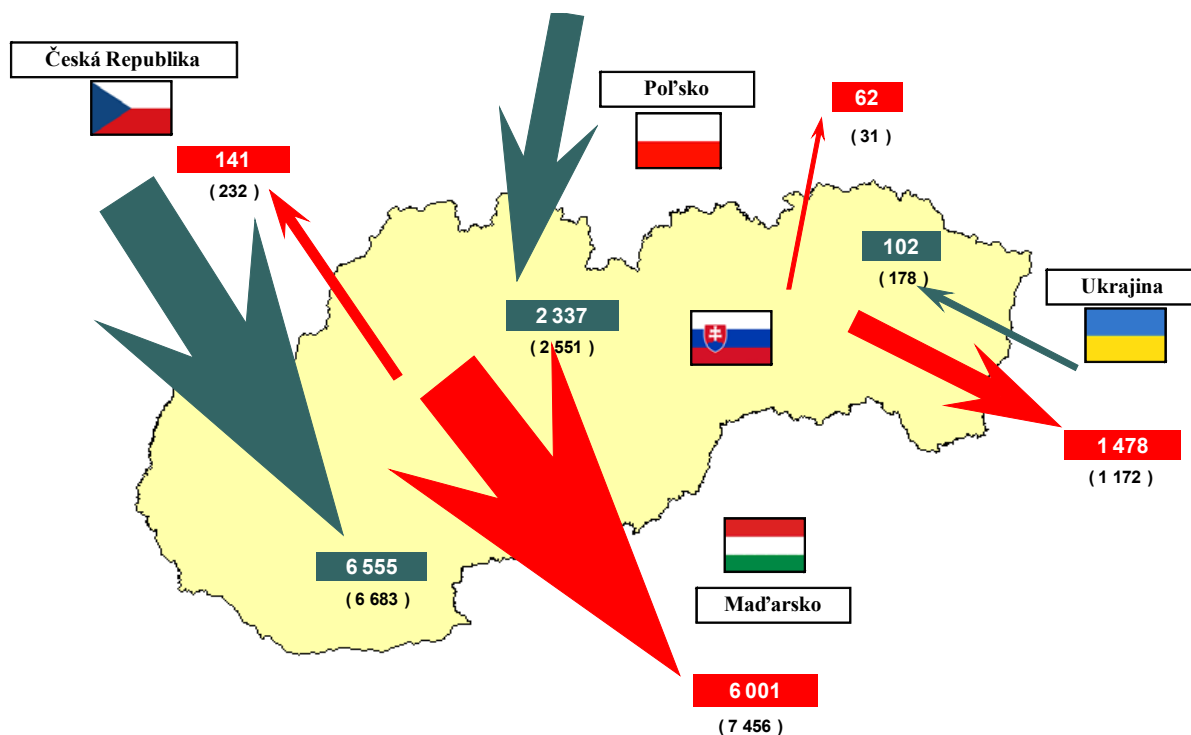 Česká Republika
141
( 232 )
Poľsko
62
( 31 )
102
( 178 )
Ukrajina
2 337
( 2 551 )
1 478
( 1 172 )
6 555
( 6 683 )
Maďarsko
6 001
( 7 456 )